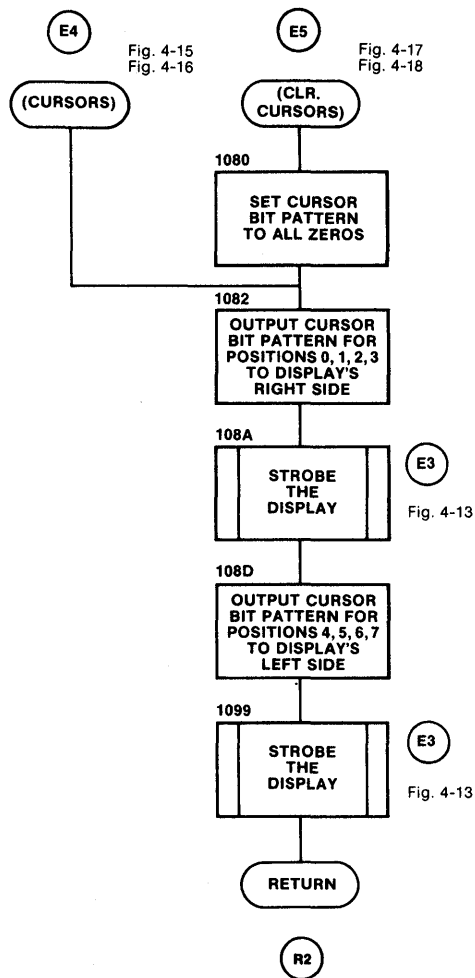 E4
Fig. 4-15
Fig. 4-16
E5
Fig. 4-17
Fig. 4-18
(CURSORS)
(CLR.
CURSORS)
1080
SET CURSOR
BIT PATTERN
TO ALL ZEROS
1082
OUTPUT CURSOR
BIT PATTERN FOR
POSITIONS 0, 1, 2, 3
TO DISPLAY'S
RIGHT SIDE
108A
STROBE
THE
DISPLAY
E3
Fig. 4-13
108D
OUTPUT CURSOR
BIT PATTERN FOR
POSITIONS 4, 5, 6, 7
TO DISPLAY'S
LEFT SIDE
1099
STROBE
THE
DISPLAY
E3
Fig. 4-13
RETURN
R2